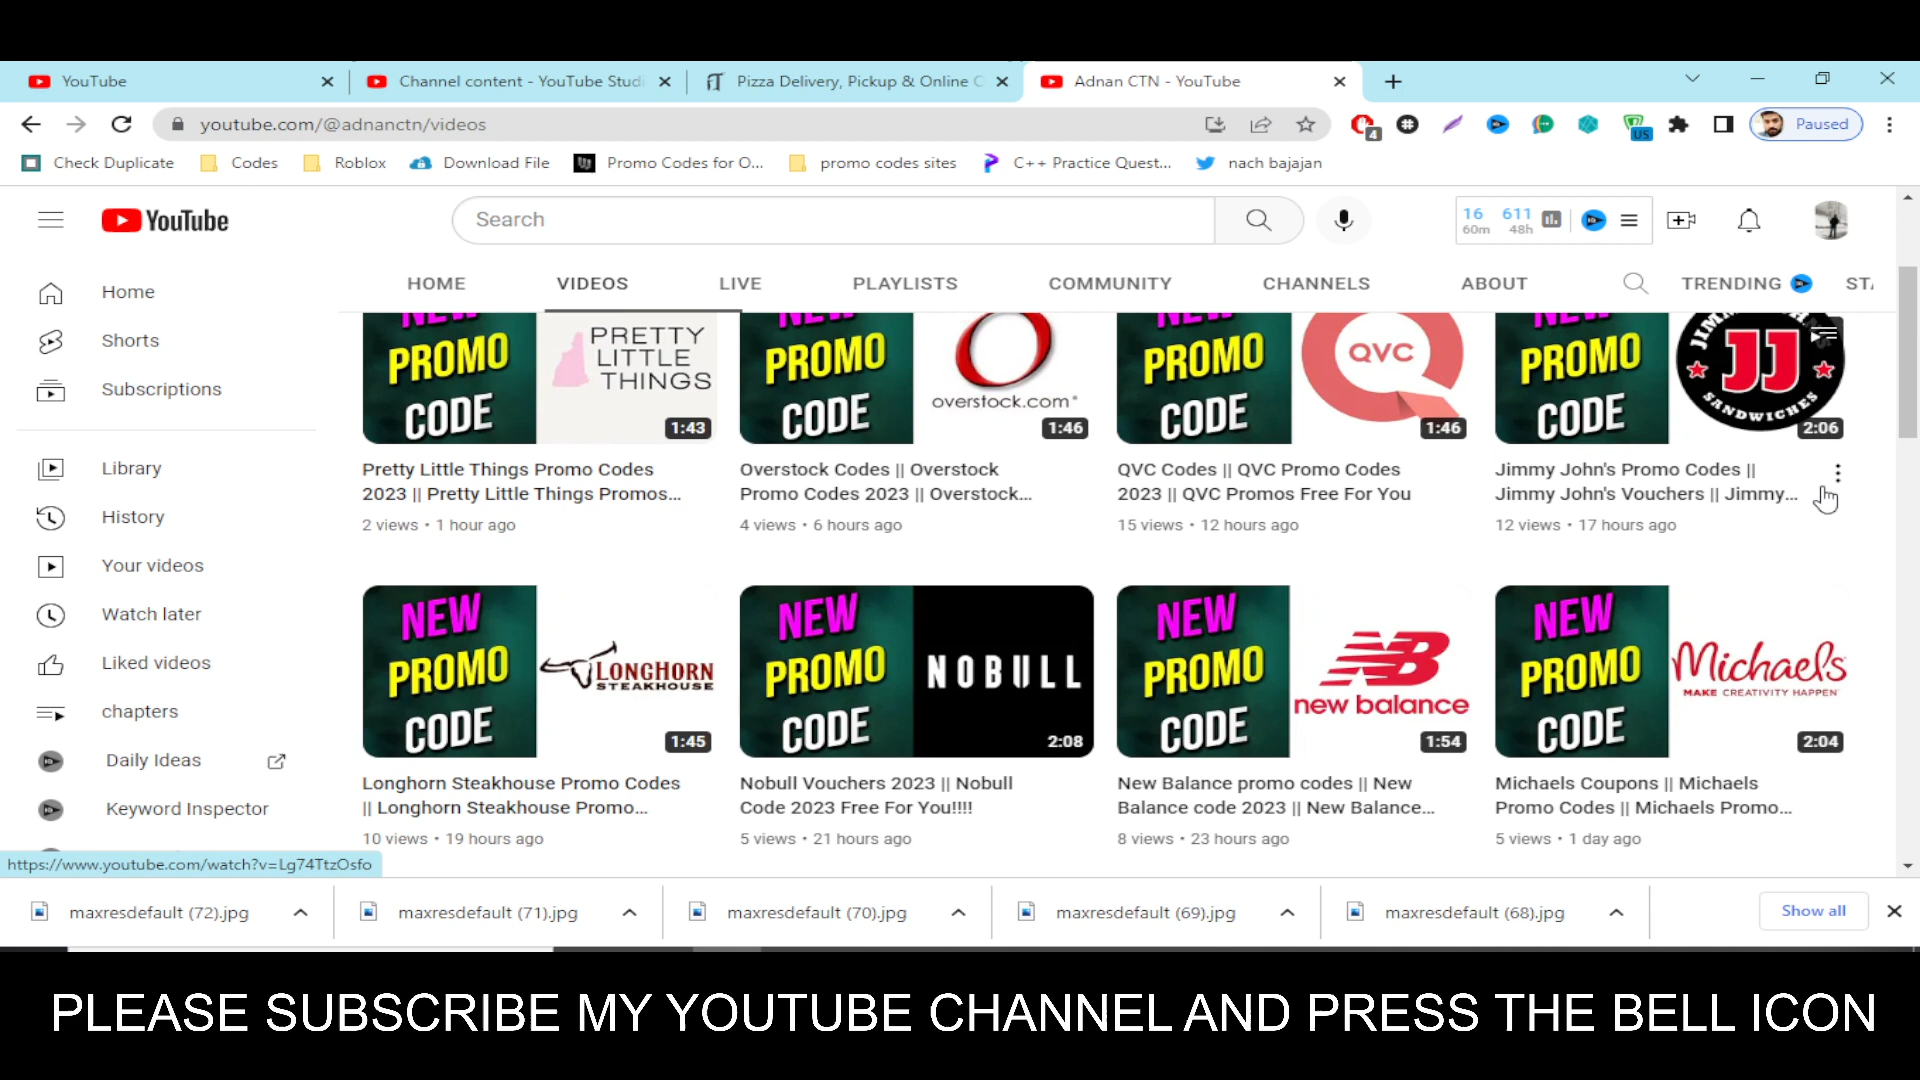 YouTube
Channel content - YouTube Studi
Pizza Delivery, Pickup & Online C
Adnan CTN - YouTube
youtube.com/@adnanctn/videos
4
US
Paused
Check Duplicate
Codes
Roblox
Download File
Promo Codes for O...
promo codes sites
C++ Practice Quest...
nach bajajan
YouTube
Search
16 611
60m 48h
HOME
VIDEOS
LIVE
PLAYLISTS
COMMUNITY
CHANNELS
ABOUT
TRENDING
STA
Home
Shorts
Subscriptions
Library
History
Your videos
Watch later
Liked videos
chapters
Daily Ideas
Keyword Inspector
NEW
PROMO
CODE
PRETTY
LITTLE
THINGS
1:43
Pretty Little Things Promo Codes
2023 || Pretty Little Things Promos...
2 views • 1 hour ago
NEW
PROMO
CODE
overstock.com®
1:46
Overstock Codes || Overstock
Promo Codes 2023 || Overstock...
4 views • 6 hours ago
NEW
PROMO
CODE
QVC
1:46
QVC Codes || QVC Promo Codes
2023 || QVC Promos Free For You
15 views • 12 hours ago
NEW
PROMO
CODE
JJ
SANDWICHES
2:06
Jimmy John's Promo Codes ||
Jimmy John's Vouchers || Jimmy...
12 views • 17 hours ago
NEW
PROMO
CODE
LONGHORN
STEAKHOUSE
1:45
Longhorn Steakhouse Promo Codes
|| Longhorn Steakhouse Promo...
10 views • 19 hours ago
NEW
PROMO
CODE
NOBULL
2:08
Nobull Vouchers 2023 || Nobull
Code 2023 Free For You!!!!
5 views • 21 hours ago
NEW
PROMO
CODE
NB
new balance
1:54
New Balance promo codes || New
Balance code 2023 || New Balance...
8 views • 23 hours ago
NEW
PROMO
CODE
Michaels
MAKE CREATIVITY HAPPEN
2:04
Michaels Coupons || Michaels
Promo Codes || Michaels Promo...
5 views • 1 day ago
https://www.youtube.com/watch?v=Lg74TtzOsfo
maxresdefault (72).jpg
maxresdefault (71).jpg
maxresdefault (70).jpg
maxresdefault (69).jpg
maxresdefault (68).jpg
Show all
PLEASE SUBSCRIBE MY YOUTUBE CHANNEL AND PRESS THE BELL ICON